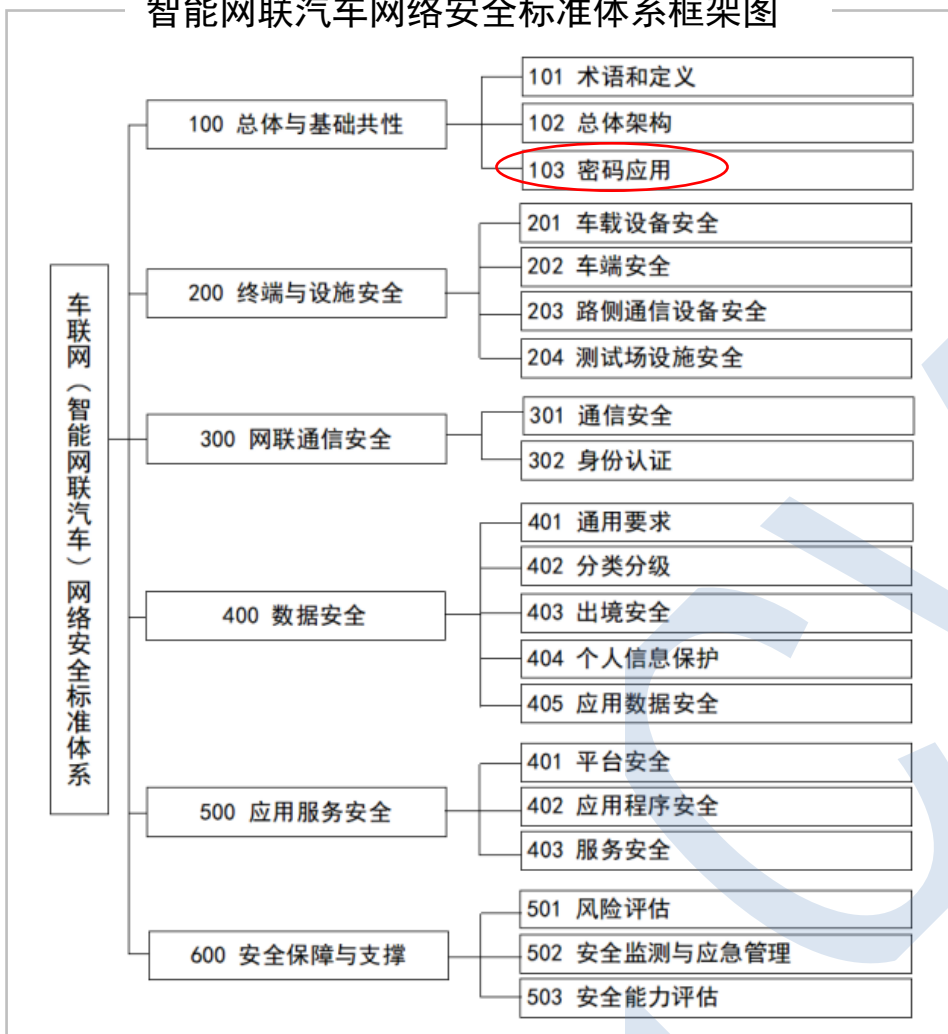 智能网联汽车网络安全标准体系框架图
车联网（智能网联汽车）网络安全标准体系
100 总体与基础共性
101 术语和定义
102 总体架构
103 密码应用
200 终端与设施安全
201 车载设备安全
202 车端安全
203 路侧通信设备安全
204 测试场设施安全
300 网联通信安全
301 通信安全
302 身份认证
400 数据安全
401 通用要求
402 分类分级
403 出境安全
404 个人信息保护
405 应用数据安全
500 应用服务安全
401 平台安全
402 应用程序安全
403 服务安全
600 安全保障与支撑
501 风险评估
502 安全监测与应急管理
503 安全能力评估